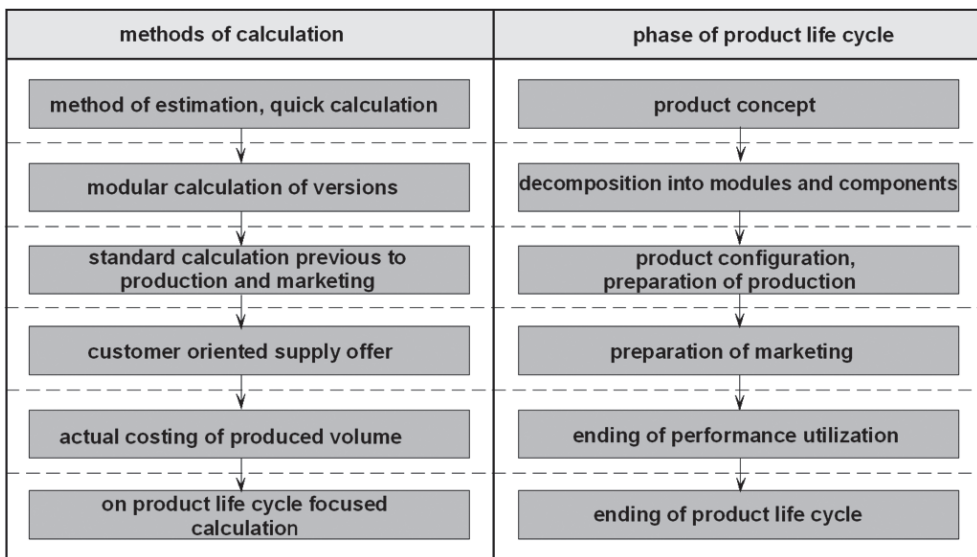 methods of calculation
phase of product life cycle
method of estimation, quick calculation
product concept
modular calculation of versions
decomposition into modules and components
standard calculation previous to
production and marketing
product configuration,
preparation of production
customer oriented supply offer
preparation of marketing
actual costing of produced volume
ending of performance utilization
on product life cycle focused
calculation
ending of product life cycle